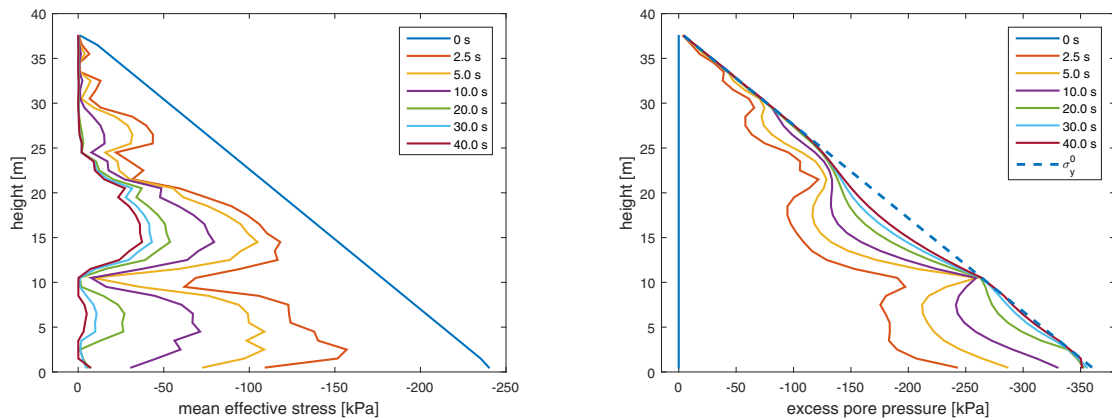 40
35
30
25
20
15
10
5
0
height [m]
0
-50
-100
-150
-200
-250
mean effective stress [kPa]
0 s
2.5 s
5.0 s
10.0 s
20.0 s
30.0 s
40.0 s
40
35
30
25
20
15
10
5
0
height [m]
0
-50
-100
-150
-200
-250
-300
-350
excess pore pressure [kPa]
0 s
2.5 s
5.0 s
10.0 s
20.0 s
30.0 s
40.0 s
σ_y^0